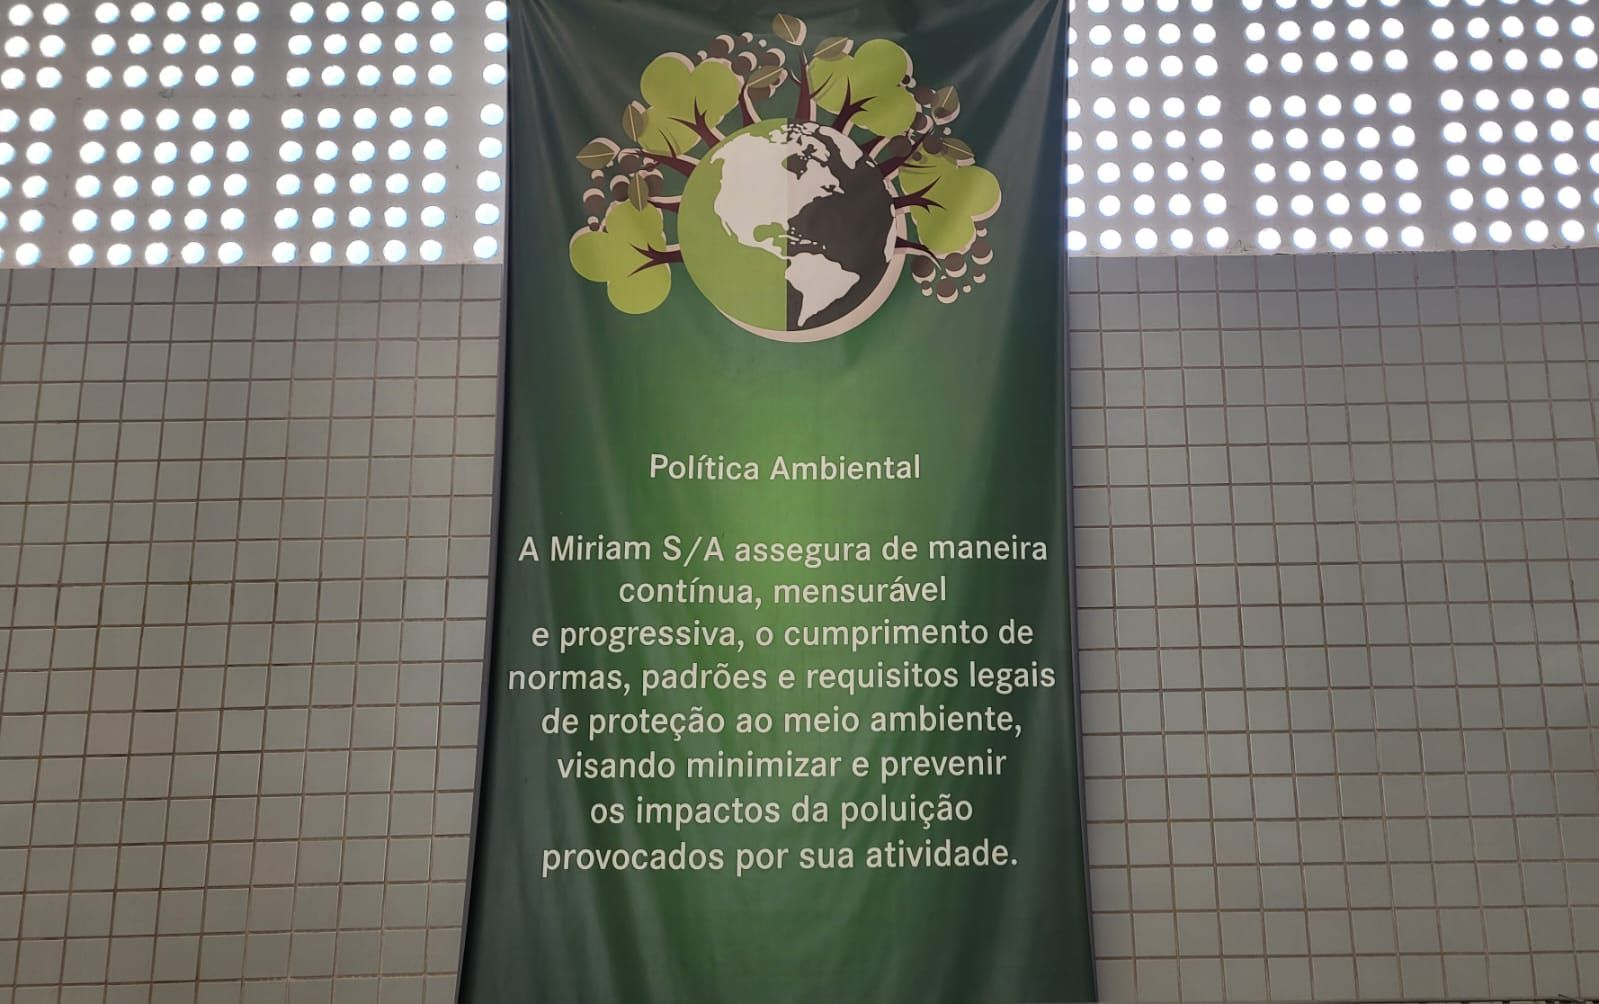 Política Ambiental
A Miriam S/A assegura de maneira
contínua, mensurável
e progressiva, o cumprimento de
normas, padrões e requisitos legais
de proteção ao meio ambiente,
visando minimizar e prevenir
os impactos da poluição
provocados por sua atividade.